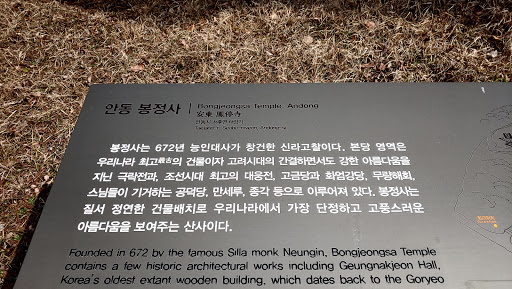 안동 봉정사 | Bongjeongsa Temple, Andong
安東 鳳停寺
봉정사는 672년 능인대사가 창건한 신라고찰이다. 본당 영역은
우리나라 최고最古의 건물이자 고려시대의 간결하면서도 강한 아름다움을
지닌 극락전과, 조선시대 최고의 대웅전, 고금당과 화엄강당, 무량해회,
스님들이 기거하는 공덕당, 만세루, 종각 등으로 이루어져 있다. 봉정사는
질서 정연한 건물배치로 우리나라에서 가장 단정하고 고풍스러운
아름다움을 보여주는 산사이다.
Founded in 672 by the famous Silla monk Neungin, Bongjeongsa Temple
contains a few historic architectural works including Geungnakjeon Hall,
Korea's oldest extant wooden building, which dates back to the Goryeo